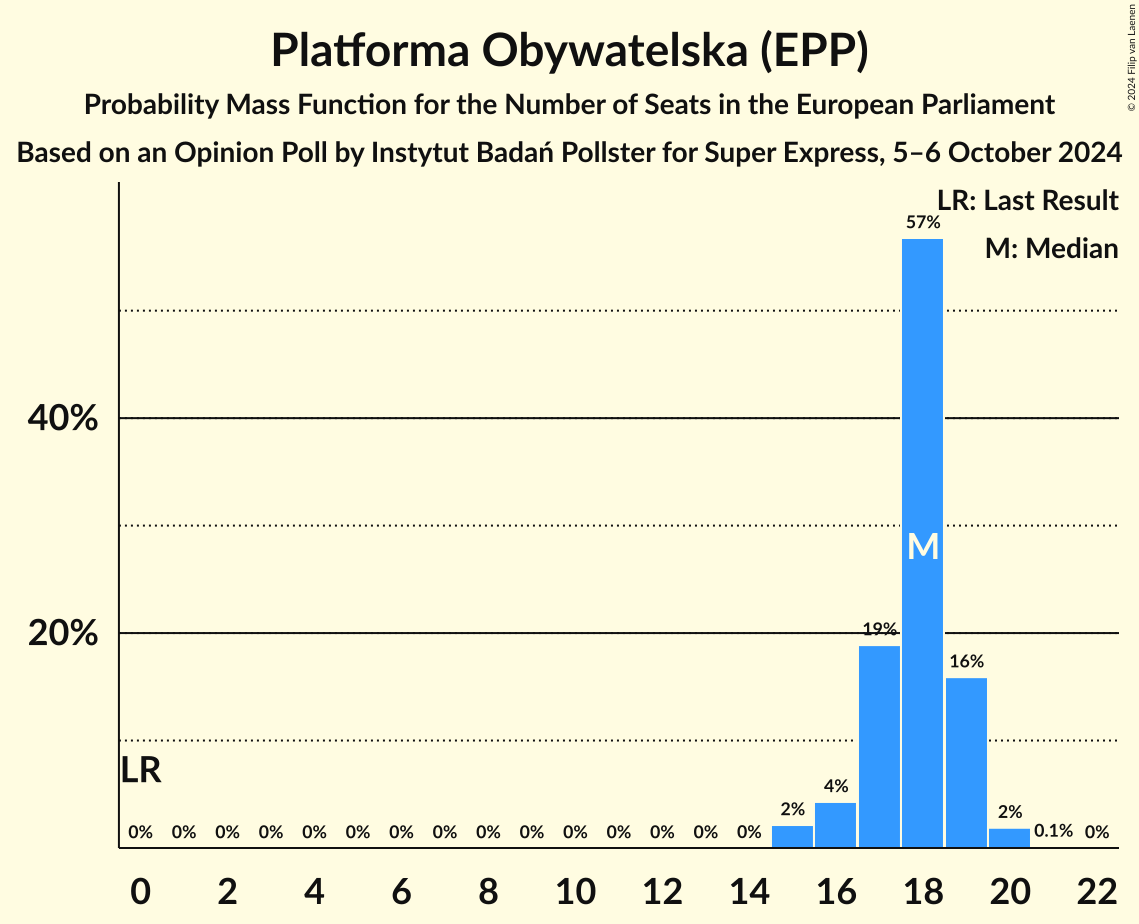 Platforma Obywatelska (EPP)
Probability Mass Function for the Number of Seats in the European Parliament
Based on an Opinion Poll by Instytut Badań Pollster for Super Express, 5–6 October 2024
© 2024 Filip van Laenen
LR: Last Result
M: Median
57%
40%
M
20%
19%
16%
LR
4%
2%
2%
0% 0% 0% 0% 0% 0% 0% 0% 0% 0% 0% 0% 0% 0% 0% 0.1% 0%
0 2 4 6 8 10 12 14 16 18 20 22